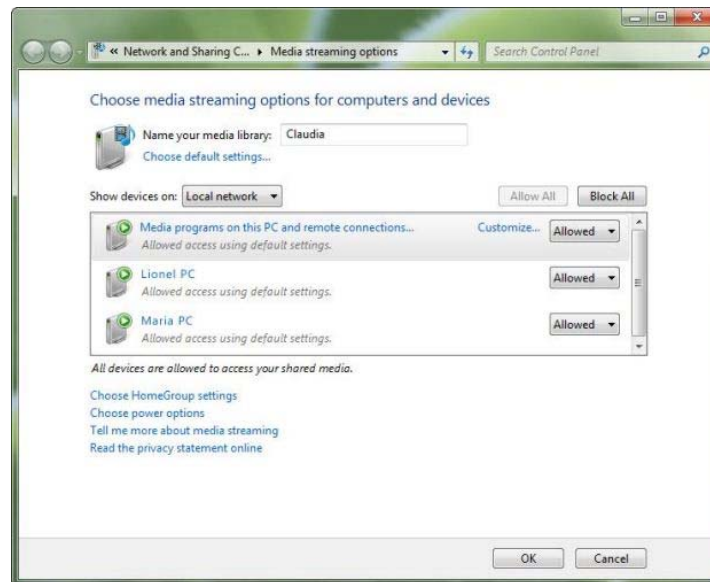 « Network and Sharing C... ▸ Media streaming options
Search Control Panel
Choose media streaming options for computers and devices
Name your media library: Claudia
Choose default settings...
Show devices on: Local network
Allow All
Block All
Media programs on this PC and remote connections...
Customize...
Allowed
Allowed access using default settings.
Lionel PC
Allowed
Allowed access using default settings.
Maria PC
Allowed
Allowed access using default settings.
All devices are allowed to access your shared media.
Choose HomeGroup settings
Choose power options
Tell me more about media streaming
Read the privacy statement online
OK
Cancel